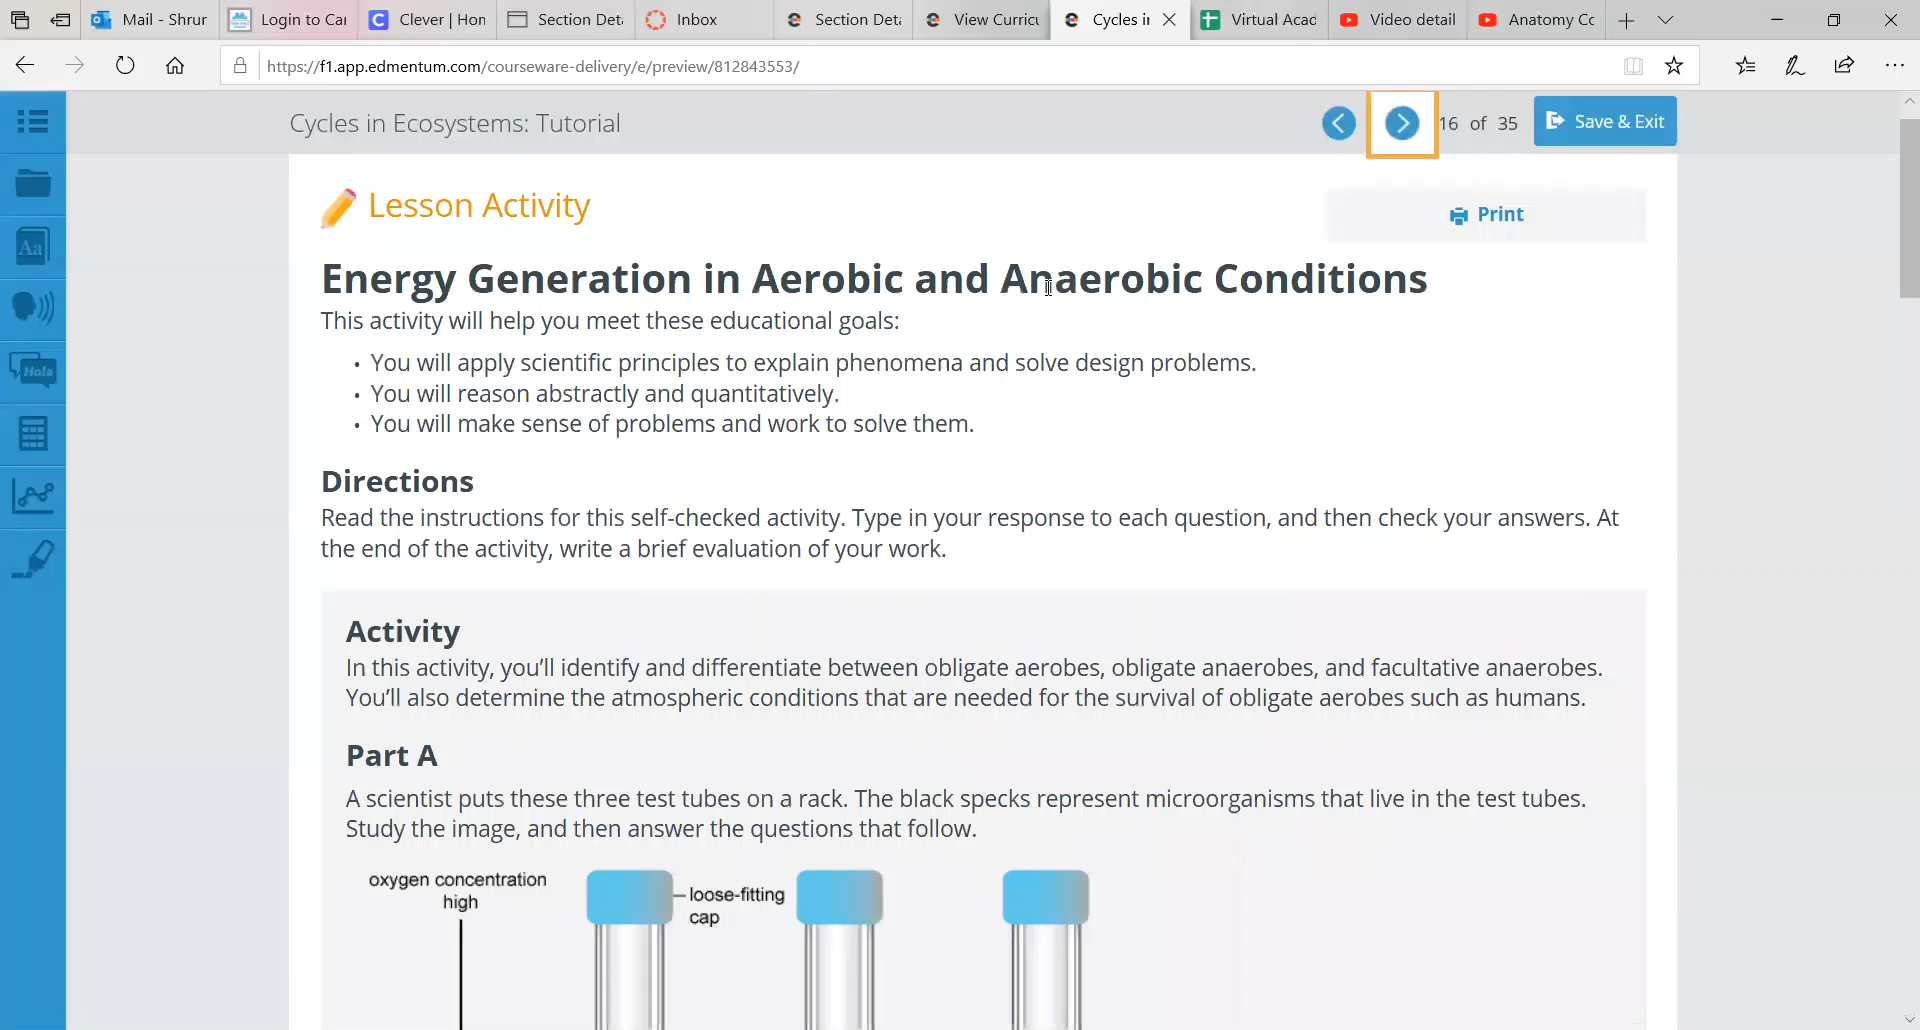 Mail - Shrur
Login to Car
Clever | Hon
Section Deta
Inbox
Section Deta
View Curricu
Cycles in
Virtual Acad
Video detail
Anatomy Co
https://f1.app.edmentum.com/courseware-delivery/e/preview/812843553/
Cycles in Ecosystems: Tutorial
16 of 35
Save & Exit
Aa
Hola
Lesson Activity
Print
Energy Generation in Aerobic and Anaerobic Conditions
This activity will help you meet these educational goals:
• You will apply scientific principles to explain phenomena and solve design problems.
• You will reason abstractly and quantitatively.
• You will make sense of problems and work to solve them.
Directions
Read the instructions for this self-checked activity. Type in your response to each question, and then check your answers. At
the end of the activity, write a brief evaluation of your work.
Activity
In this activity, you’ll identify and differentiate between obligate aerobes, obligate anaerobes, and facultative anaerobes.
You’ll also determine the atmospheric conditions that are needed for the survival of obligate aerobes such as humans.
Part A
A scientist puts these three test tubes on a rack. The black specks represent microorganisms that live in the test tubes.
Study the image, and then answer the questions that follow.
oxygen concentration
high
loose-fitting
cap